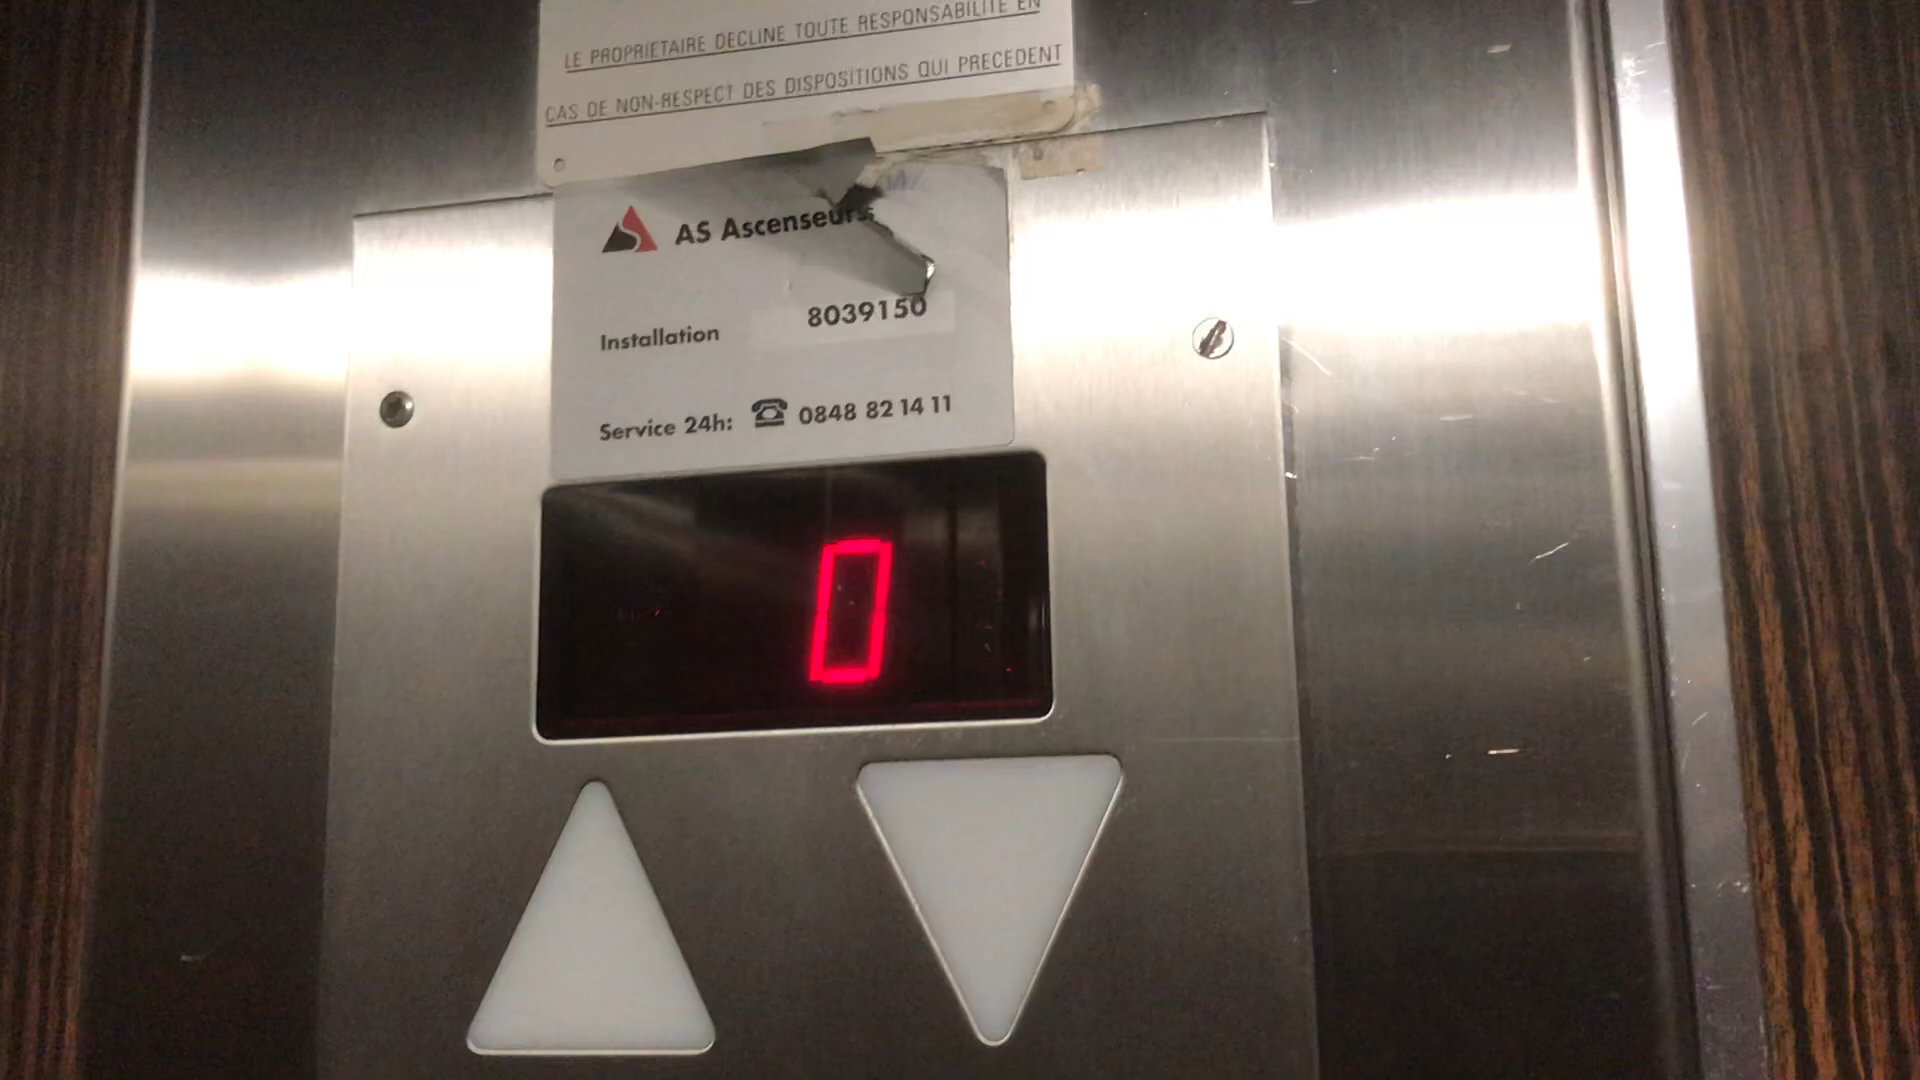 LE PROPRIETAIRE DECLINE TOUTE RESPONSABILITE EN
CAS DE NON-RESPECT DES DISPOSITIONS QUI PRECEDENT
AS Ascenseurs
Installation 8039150
Service 24h: ☎ 0848 82 14 11
0